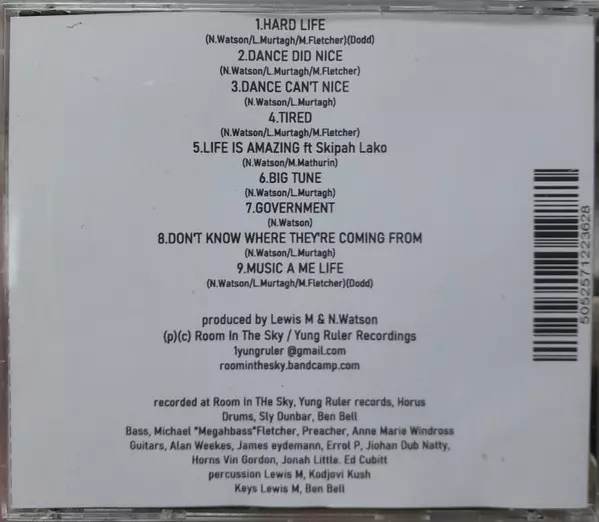 1.HARD LIFE
(N.Watson/L.Murtagh/M.Fletcher)(Dodd)
2.DANCE DID NICE
(N.Watson/L.Murtagh/M.Fletcher)
3.DANCE CAN'T NICE
(N.Watson/L.Murtagh)
4.TIRED
(N.Watson/L.Murtagh/M.Fletcher)
5.LIFE IS AMAZING ft Skipah Lako
(N.Watson/M.Mathurin)
6.BIG TUNE
(N.Watson/L.Murtagh)
7.GOVERNMENT
(N.Watson)
8.DON'T KNOW WHERE THEY'RE COMING FROM
(N.Watson/L.Murtagh)
9.MUSIC A ME LIFE
(N.Watson/L.Murtagh/M.Fletcher)(Dodd)
produced by Lewis M & N.Watson
(p)(c) Room In The Sky / Yung Ruler Recordings
1yungruler @gmail.com
roominthesky.bandcamp.com
recorded at Room In THe Sky, Yung Ruler records, Horus
Drums, Sly Dunbar, Ben Bell
Bass, Michael "Megahbass"Fletcher, Preacher, Anne Marie Windross
Guitars, Alan Weekes, James eydemann, Errol P, Jiohan Dub Natty,
Horns Vin Gordon, Jonah Little. Ed Cubitt
percussion Lewis M, Kodjovi Kush
Keys Lewis M, Ben Bell
5052571223628